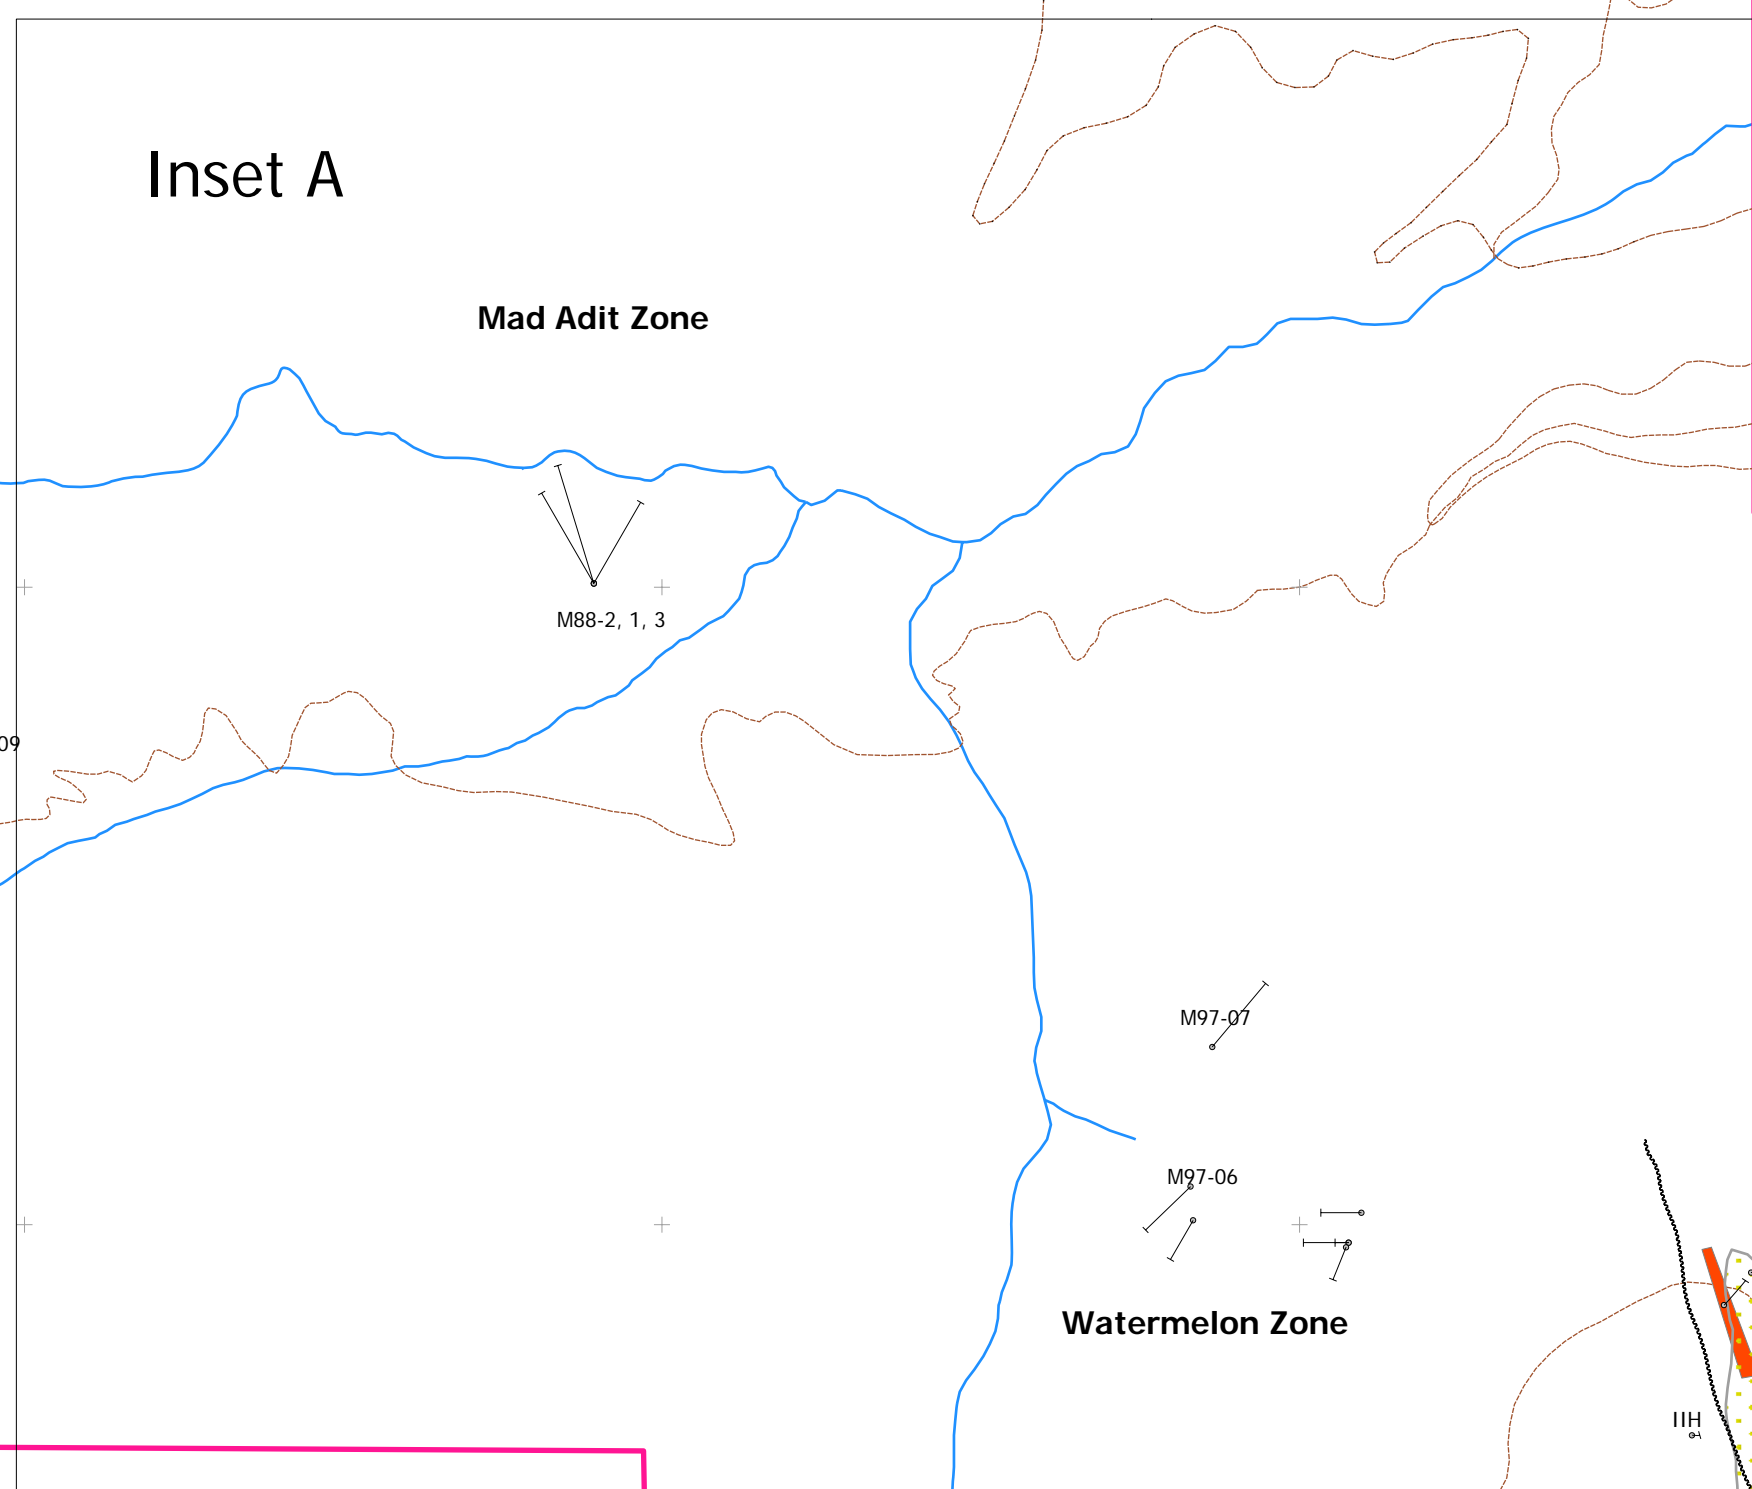 Inset A
Mad Adit Zone
M88-2, 1, 3
09
M97-07
M97-06
Watermelon Zone
IIH